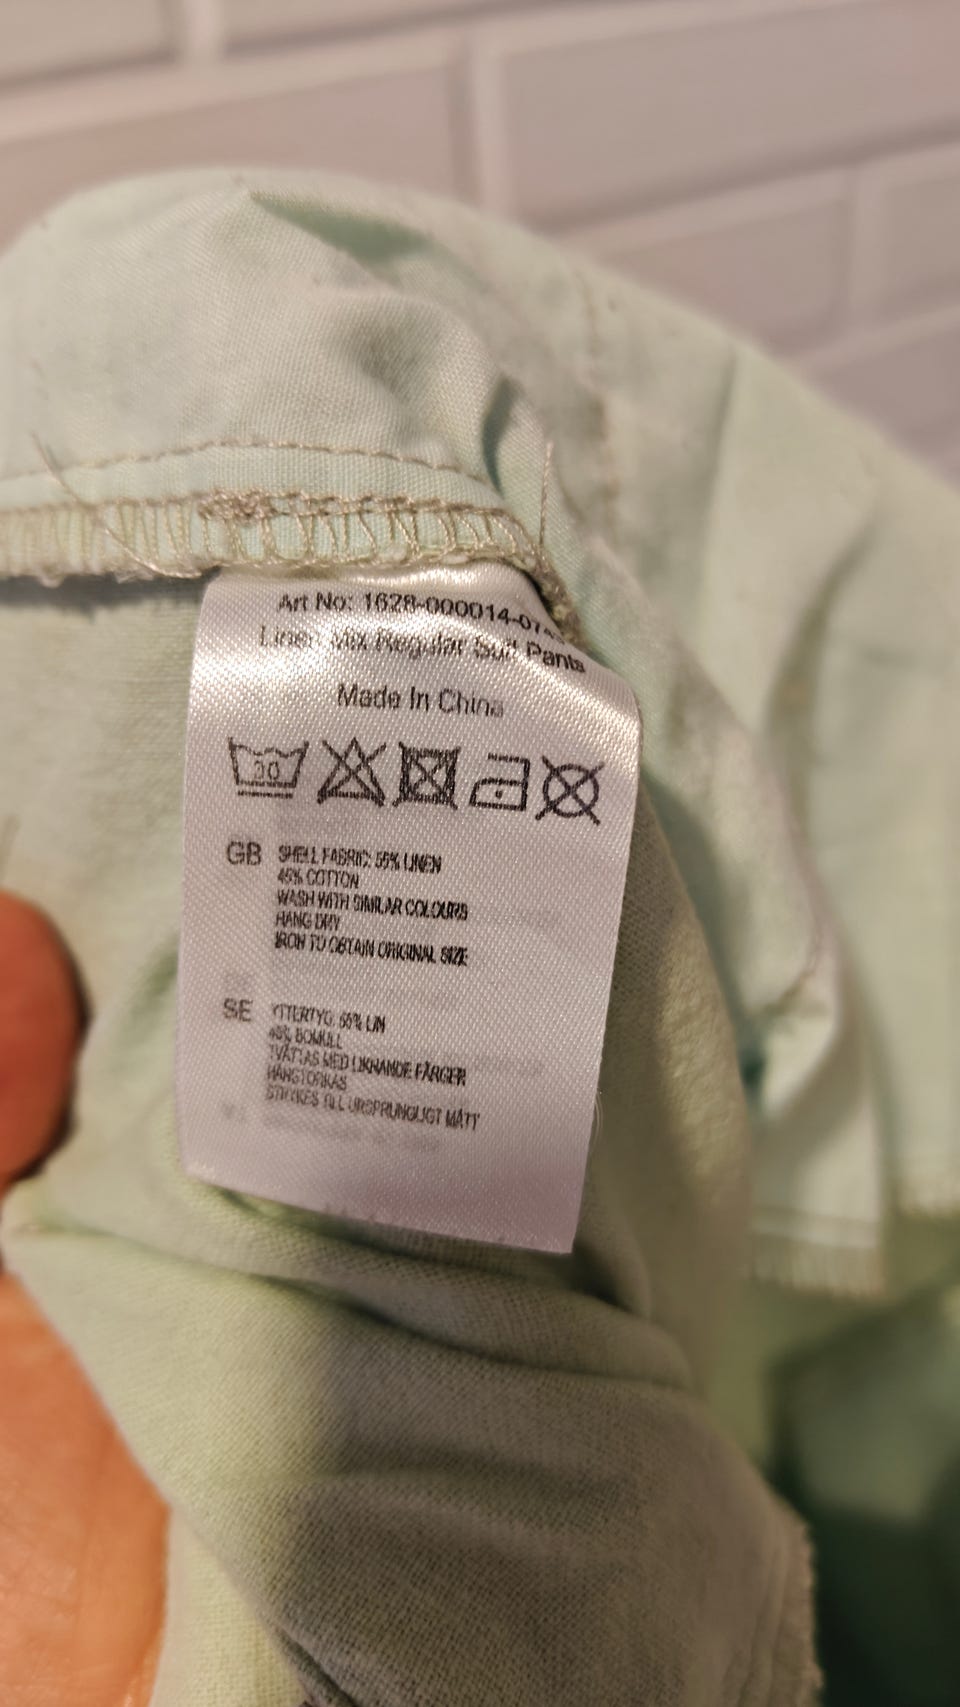 Art No: 1628-000014-074
Linen Mix Regular Suit Pants
Made In China
30
GB
SHELL FABRIC: 55% LINEN
45% COTTON
WASH WITH SIMILAR COLOURS
HANG DRY
IRON TO OBTAIN ORIGINAL SIZE
SE
YTTERTYG: 55% LIN
45% BOMULL
TVÄTTAS MED LIKNANDE FÄRGER
HÄNGTORKAS
STRYKES TILL URSPRUNGLIGT MÅTT